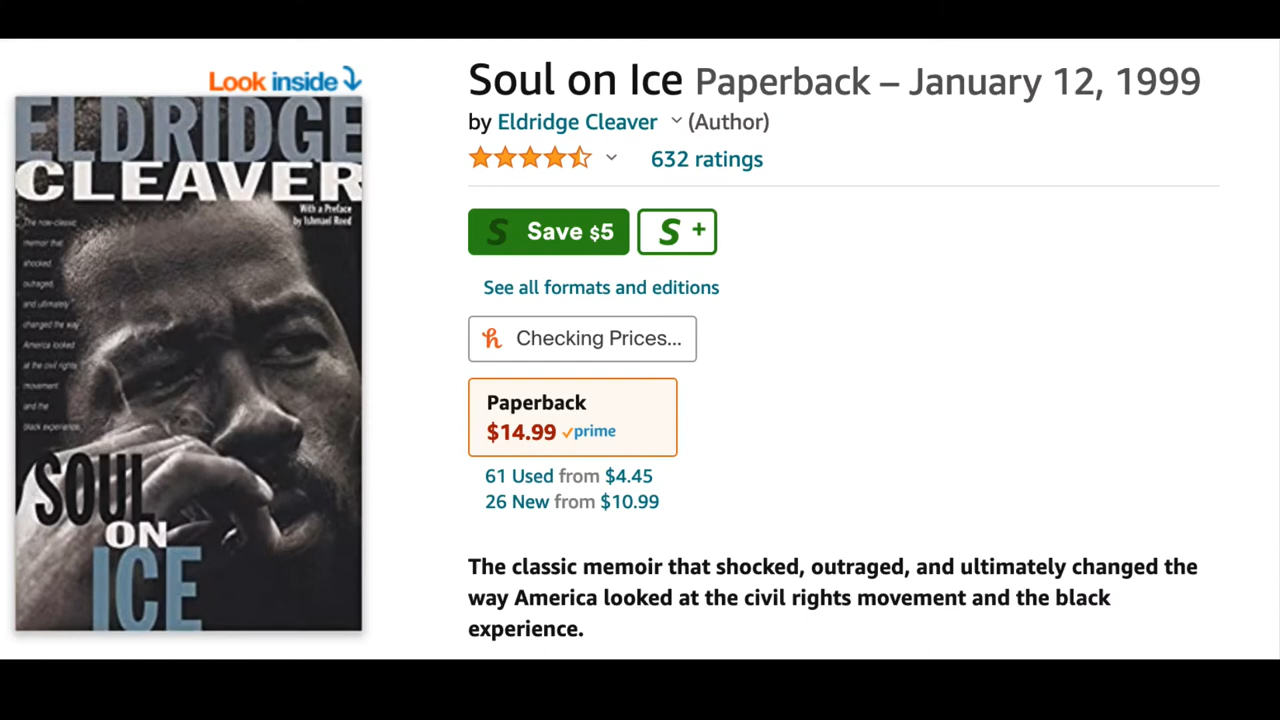 Look inside
Soul on Ice Paperback – January 12, 1999
by Eldridge Cleaver (Author)
632 ratings
S Save $5 S +
See all formats and editions
Checking Prices...
Paperback
$14.99 prime
61 Used from $4.45
26 New from $10.99
The classic memoir that shocked, outraged, and ultimately changed the
way America looked at the civil rights movement and the black
experience.
ELDRIDGE
CLEAVER
With a Preface
by Ishmael Reed
The now-classic
memoir that
shocked,
outraged,
and ultimately
changed the way
America looked
at the civil rights
movement
and the
black experience.
SOUL
ON
ICE